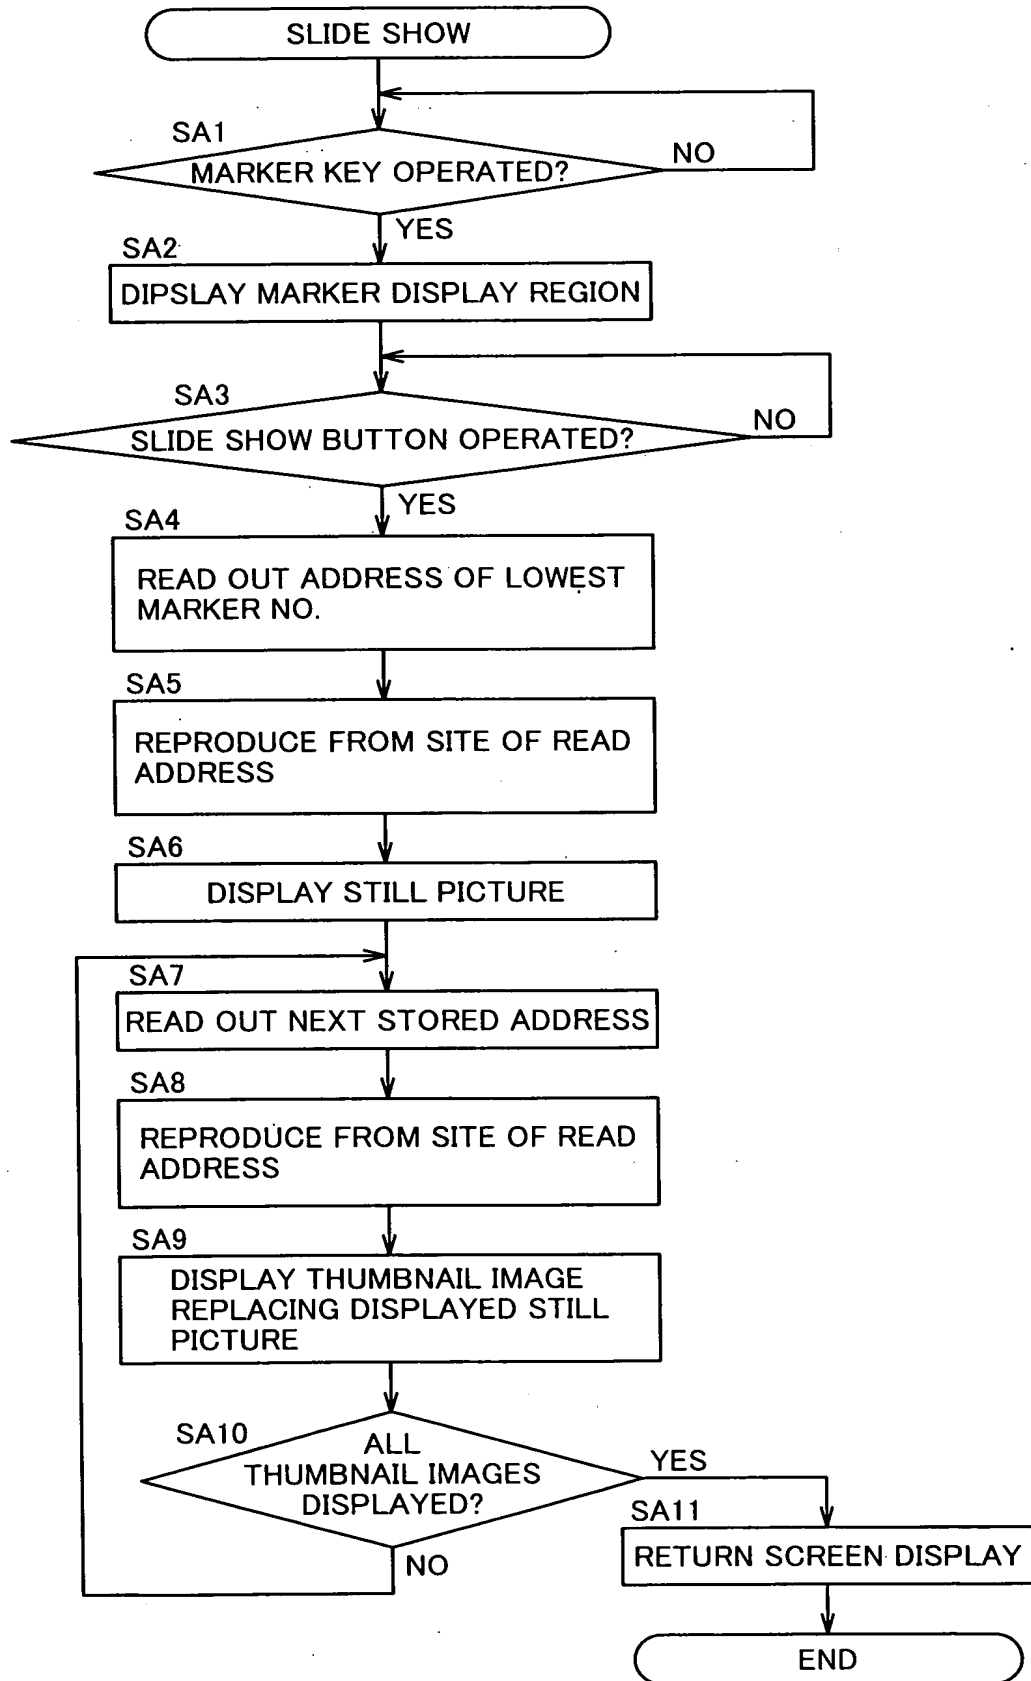 SLIDE SHOW
SA1
MARKER KEY OPERATED?
NO
YES
SA2
DIPSLAY MARKER DISPLAY REGION
SA3
SLIDE SHOW BUTTON OPERATED?
NO
YES
SA4
READ OUT ADDRESS OF LOWEST
MARKER NO.
SA5
REPRODUCE FROM SITE OF READ
ADDRESS
SA6
DISPLAY STILL PICTURE
SA7
READ OUT NEXT STORED ADDRESS
SA8
REPRODUCE FROM SITE OF READ
ADDRESS
SA9
DISPLAY THUMBNAIL IMAGE
REPLACING DISPLAYED STILL
PICTURE
SA10
ALL
THUMBNAIL IMAGES
DISPLAYED?
YES
NO
SA11
RETURN SCREEN DISPLAY
END